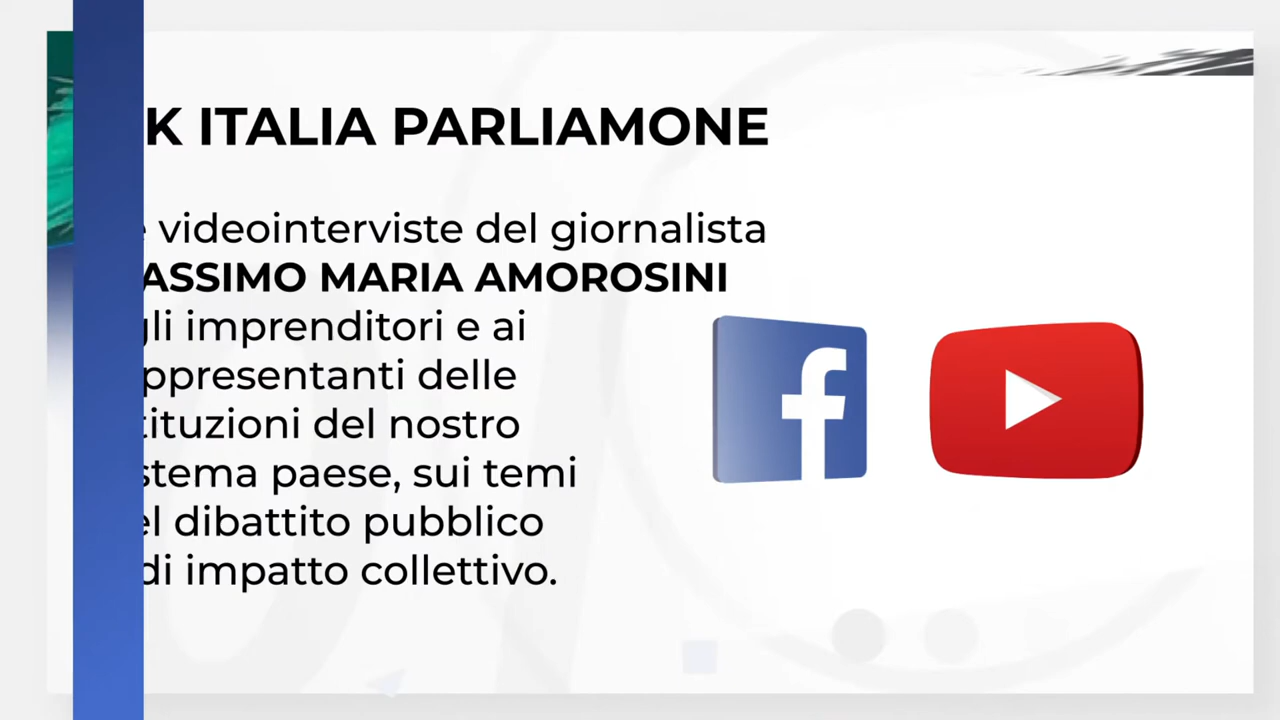 K ITALIA PARLIAMONE
videointerviste del giornalista
ASSIMO MARIA AMOROSINI
gli imprenditori e ai
ppresentanti delle
tituzioni del nostro
stema paese, sui temi
el dibattito pubblico
di impatto collettivo.